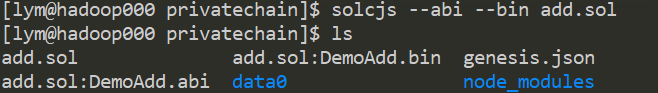 [lym@hadoop000 privatechain]$ solcjs --abi --bin add.sol
[lym@hadoop000 privatechain]$ ls
add.sol add.sol:DemoAdd.bin genesis.json
add.sol:DemoAdd.abi data0 node_modules